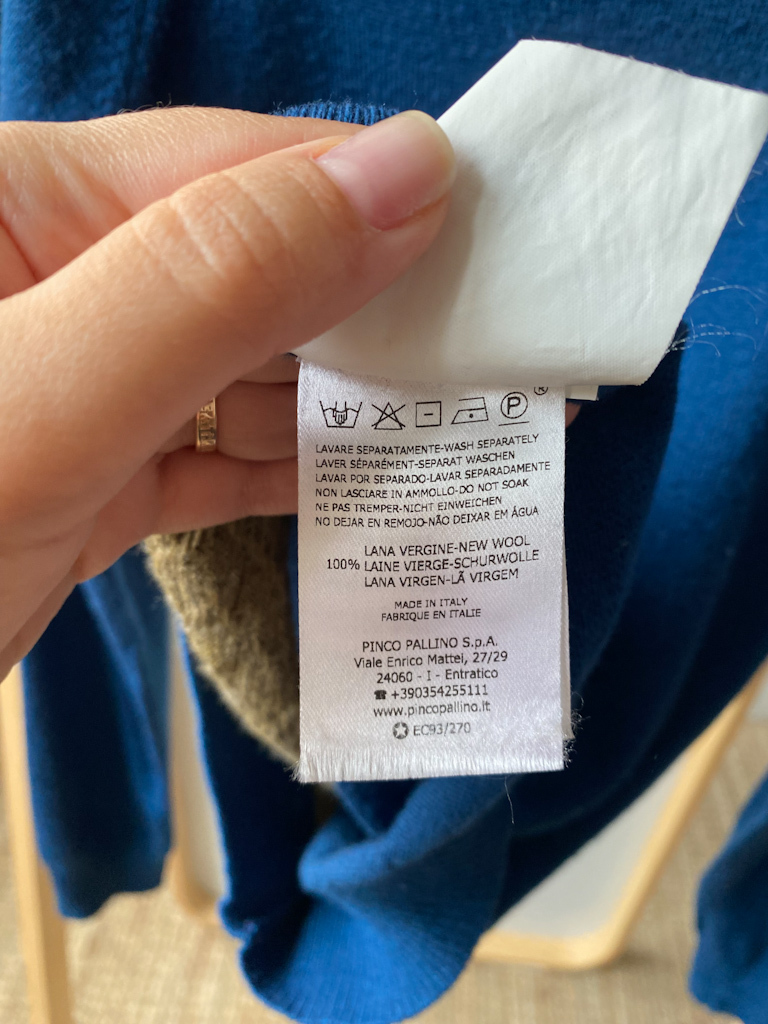 P ®
LAVARE SEPARATAMENTE-WASH SEPARATELY
LAVER SÉPARÉMENT-SEPARAT WASCHEN
LAVAR POR SEPARADO-LAVAR SEPARADAMENTE
NON LASCIARE IN AMMOLLO-DO NOT SOAK
NE PAS TREMPER-NICHT EINWEICHEN
NO DEJAR EN REMOJO-NÃO DEIXAR EM ÁGUA
LANA VERGINE-NEW WOOL
100% LAINE VIERGE-SCHURWOLLE
LANA VIRGEN-LÃ VIRGEM
MADE IN ITALY
FABRIQUE EN ITALIE
PINCO PALLINO S.p.A.
Viale Enrico Mattei, 27/29
24060 - I - Entratico
☎ +390354255111
www.pincopallino.it
EC93/270